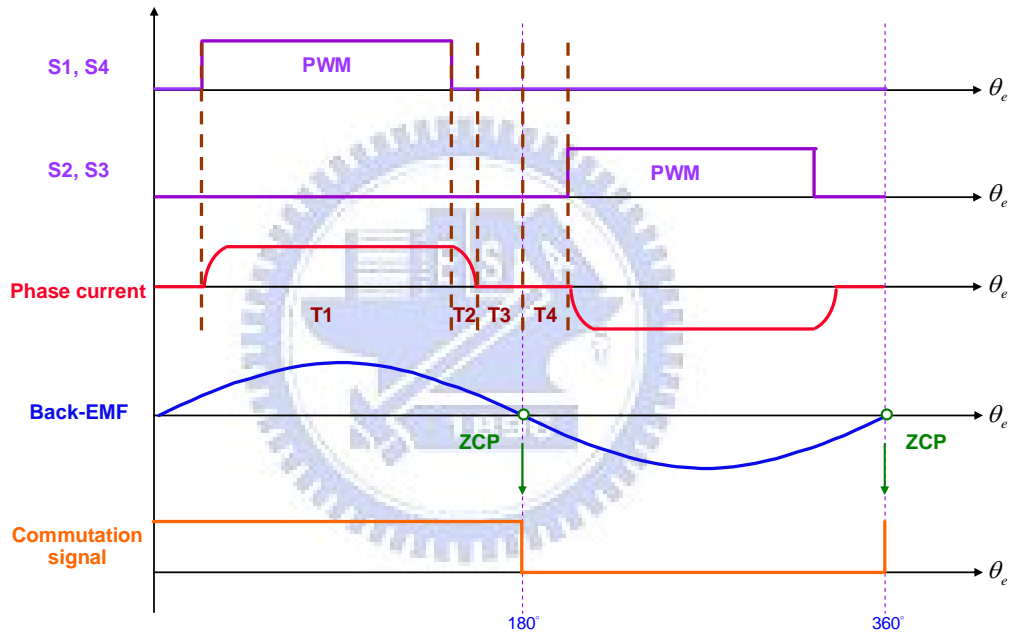 S1, S4
PWM
θe
S2, S3
PWM
θe
Phase current
θe
T1
T2
T3
T4
Back-EMF
θe
ZCP
ZCP
Commutation
signal
θe
180°
360°